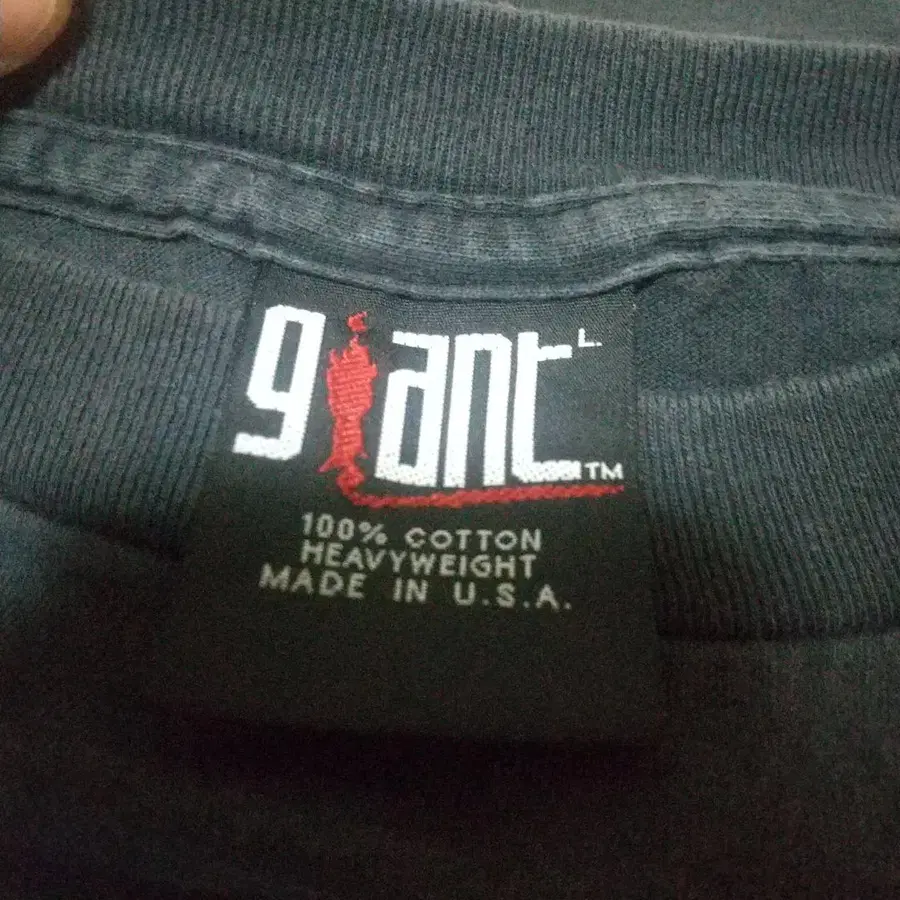 giant L.
TM
100% COTTON
HEAVYWEIGHT
MADE IN U.S.A.